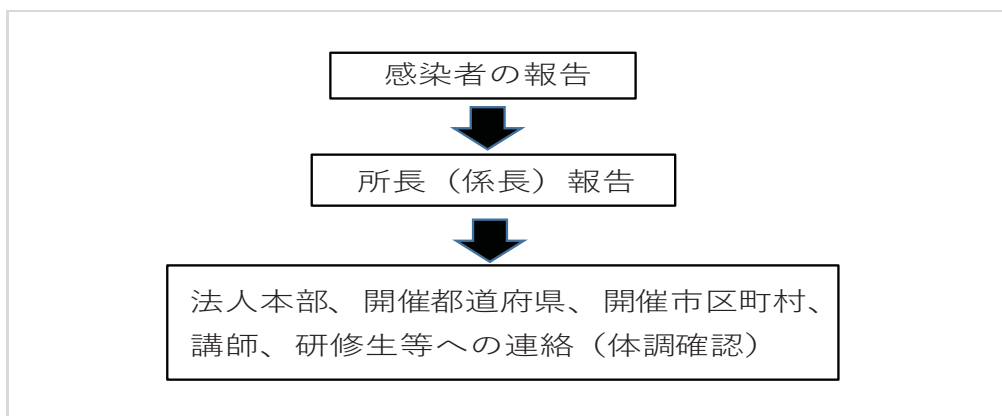 感染者の報告
所長（係長）報告
法人本部、開催都道府県、開催市区町村、
講師、研修生等への連絡（体調確認）